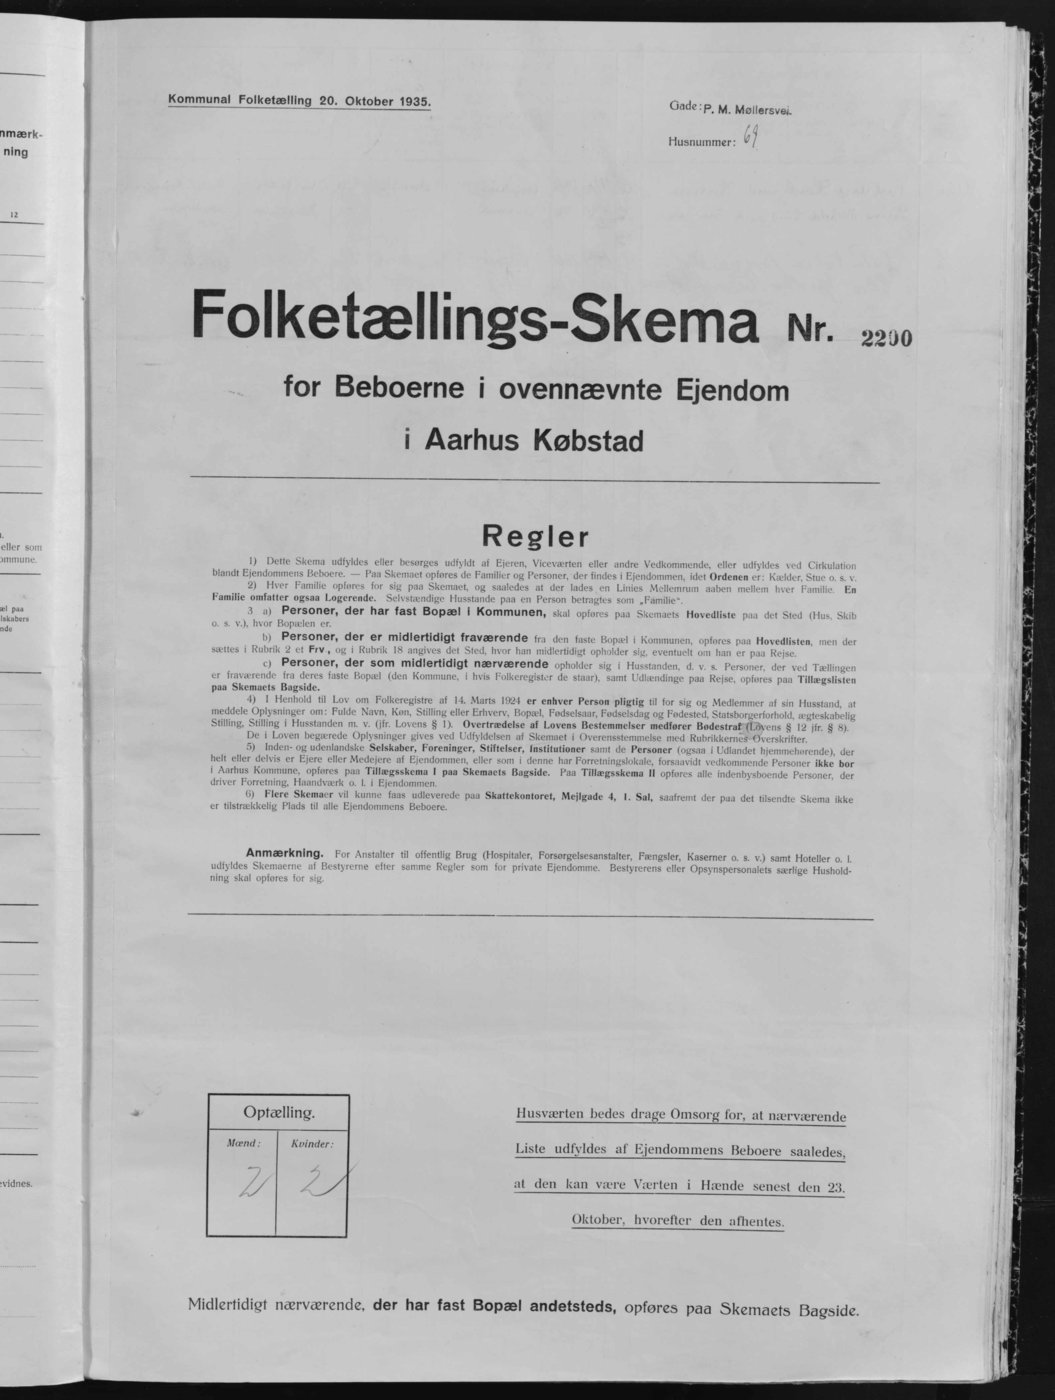 nmærk-
ning
12
eller som
ommune.
el paa
lskabers
nde
evidnes.
Kommunal Folketælling 20. Oktober 1935.
Gade: P. M. Møllersvej.
Husnummer: 69
Folketællings-Skema Nr. 2200
for Beboerne i ovennævnte Ejendom
i Aarhus Købstad
Regler
1) Dette Skema udfyldes eller besørges udfyldt af Ejeren, Viceværten eller andre Vedkommende, eller udfyldes ved Cirkulation
blandt Ejendommens Beboere. — Paa Skemaet opføres de Familier og Personer, der findes i Ejendommen, idet Ordenen er: Kælder, Stue o. s. v.
2) Hver Familie opføres for sig paa Skemaet, og saaledes at der lades en Linies Mellemrum aaben mellem hver Familie. En
Familie omfatter ogsaa Logerende. Selvstændige Husstande paa en Person betragtes som „Familie“.
3 a) Personer, der har fast Bopæl i Kommunen, skal opføres paa Skemaets Hovedliste paa det Sted (Hus, Skib
o. s. v.), hvor Bopælen er.
b) Personer, der er midlertidigt fraværende fra den faste Bopæl i Kommunen, opføres paa Hovedlisten, men der
sættes i Rubrik 2 et Frv., og i Rubrik 18 angives det Sted, hvor han midlertidigt opholder sig, eventuelt om han er paa Rejse.
c) Personer, der som midlertidigt nærværende opholder sig i Husstanden, d. v. s. Personer, der ved Tællingen
er fraværende fra deres faste Bopæl (den Kommune, i hvis Folkeregister de staar), samt Udlændinge paa Rejse, opføres paa Tillægslisten
paa Skemaets Bagside.
4) I Henhold til Lov om Folkeregistre af 14. Marts 1924 er enhver Person pligtig til for sig og Medlemmer af sin Husstand, at
meddele Oplysninger om: Fulde Navn, Køn, Stilling eller Erhverv, Bopæl, Fødselsaar, Fødselsdag og Fødested, Statsborgerforhold, ægteskabelig
Stilling, Stilling i Husstanden m. v. (jfr. Lovens § 1). Overtrædelse af Lovens Bestemmelser medfører Bødestraf (Lovens § 12 jfr. § 8).
De i Loven begærede Oplysninger gives ved Udfyldelsen af Skemaet i Overensstemmelse med Rubrikkernes Overskrifter.
5) Inden- og udenlandske Selskaber, Foreninger, Stiftelser, Institutioner samt de Personer (ogsaa i Udlandet hjemmehørende), der
helt eller delvis er Ejere eller Medejere af Ejendommen, eller som i denne har Forretningslokale, forsaavidt vedkommende Personer ikke bor
i Aarhus Kommune, opføres paa Tillægsskema I paa Skemaets Bagside. Paa Tillægsskema II opføres alle indenbysboende Personer, der
driver Forretning, Haandværk o. l. i Ejendommen.
6) Flere Skemaer vil kunne faas udleverede paa Skattekontoret, Mejlgade 4, 1. Sal, saafremt der paa det tilsendte Skema ikke
er tilstrækkelig Plads til alle Ejendommens Beboere.
Anmærkning. For Anstalter til offentlig Brug (Hospitaler, Forsørgelsesanstalter, Fængsler, Kaserner o. s. v.) samt Hoteller o. l.
udfyldes Skemaerne af Bestyrerne efter samme Regler som for private Ejendomme. Bestyrerens eller Opsynspersonalets særlige Hushold-
ning skal opføres for sig.
Optælling.
Mænd: Kvinder:
2 2
Husværten bedes drage Omsorg for, at nærværende
Liste udfyldes af Ejendommens Beboere saaledes,
at den kan være Værten i Hænde senest den 23.
Oktober, hvorefter den afhentes.
Midlertidigt nærværende, der har fast Bopæl andetsteds, opføres paa Skemaets Bagside.